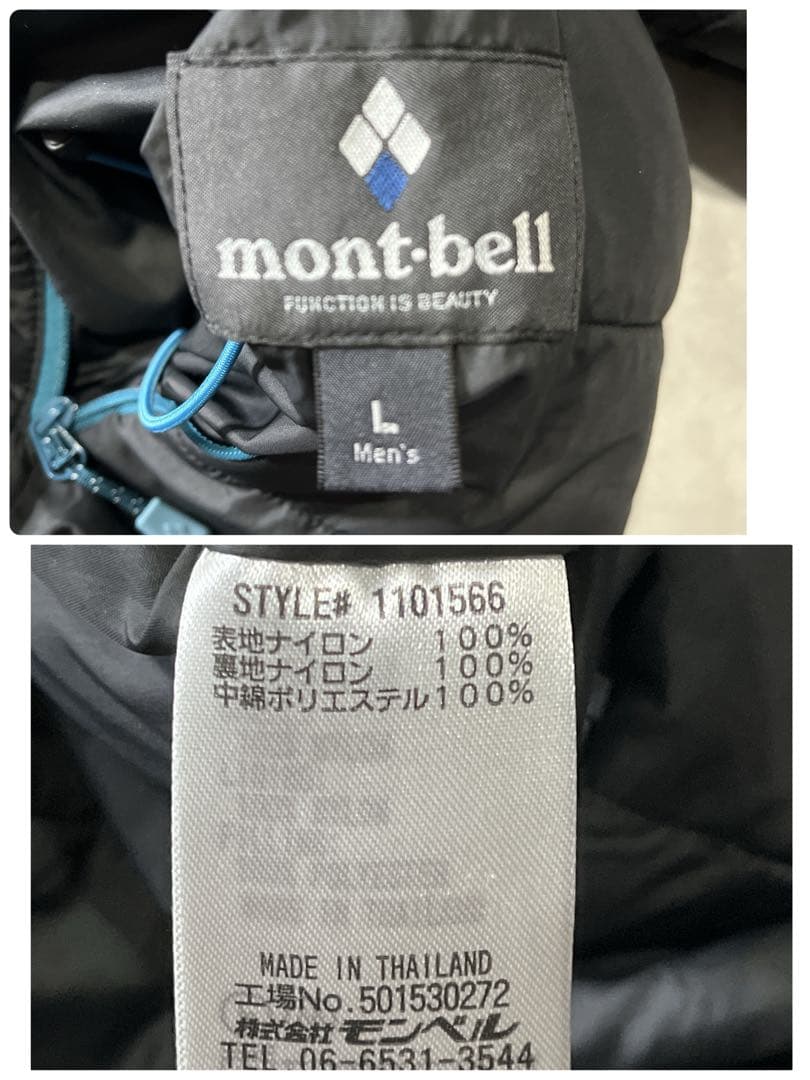 mont-bell
FUNCTION IS BEAUTY
L
Men's
STYLE# 1101566
表地ナイロン 100%
裏地ナイロン 100%
中綿ポリエステル100%
MADE IN THAILAND
工場No.501530272
株式会社 モンベル
TEL 06-6531-3544